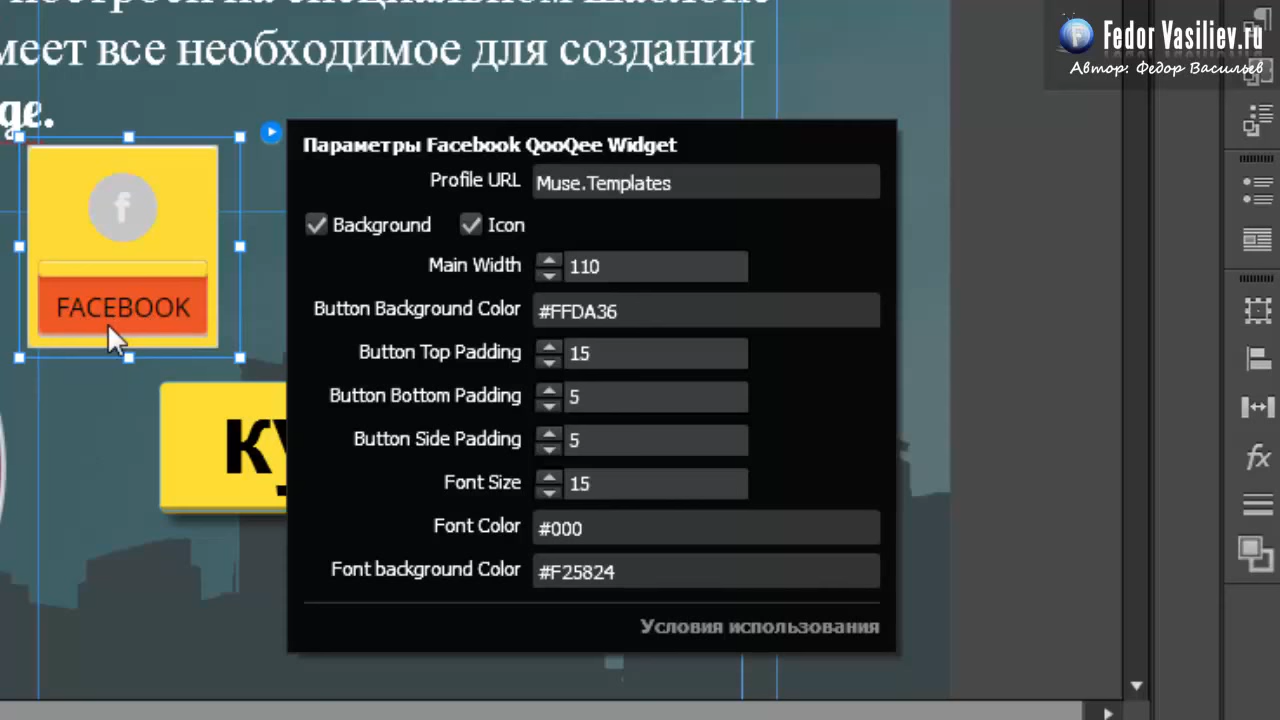 меет все необходимое для создания
Fedor Vasiliev.ru
Автор: Федор Васильев
f
FACEBOOK
Параметры Facebook QooQee Widget
Profile URL Muse.Templates
Background Icon
Main Width 110
Button Background Color #FFDA36
Button Top Padding 15
Button Bottom Padding 5
Button Side Padding 5
Font Size 15
Font Color #000
Font background Color #F25824
Условия использования
fx